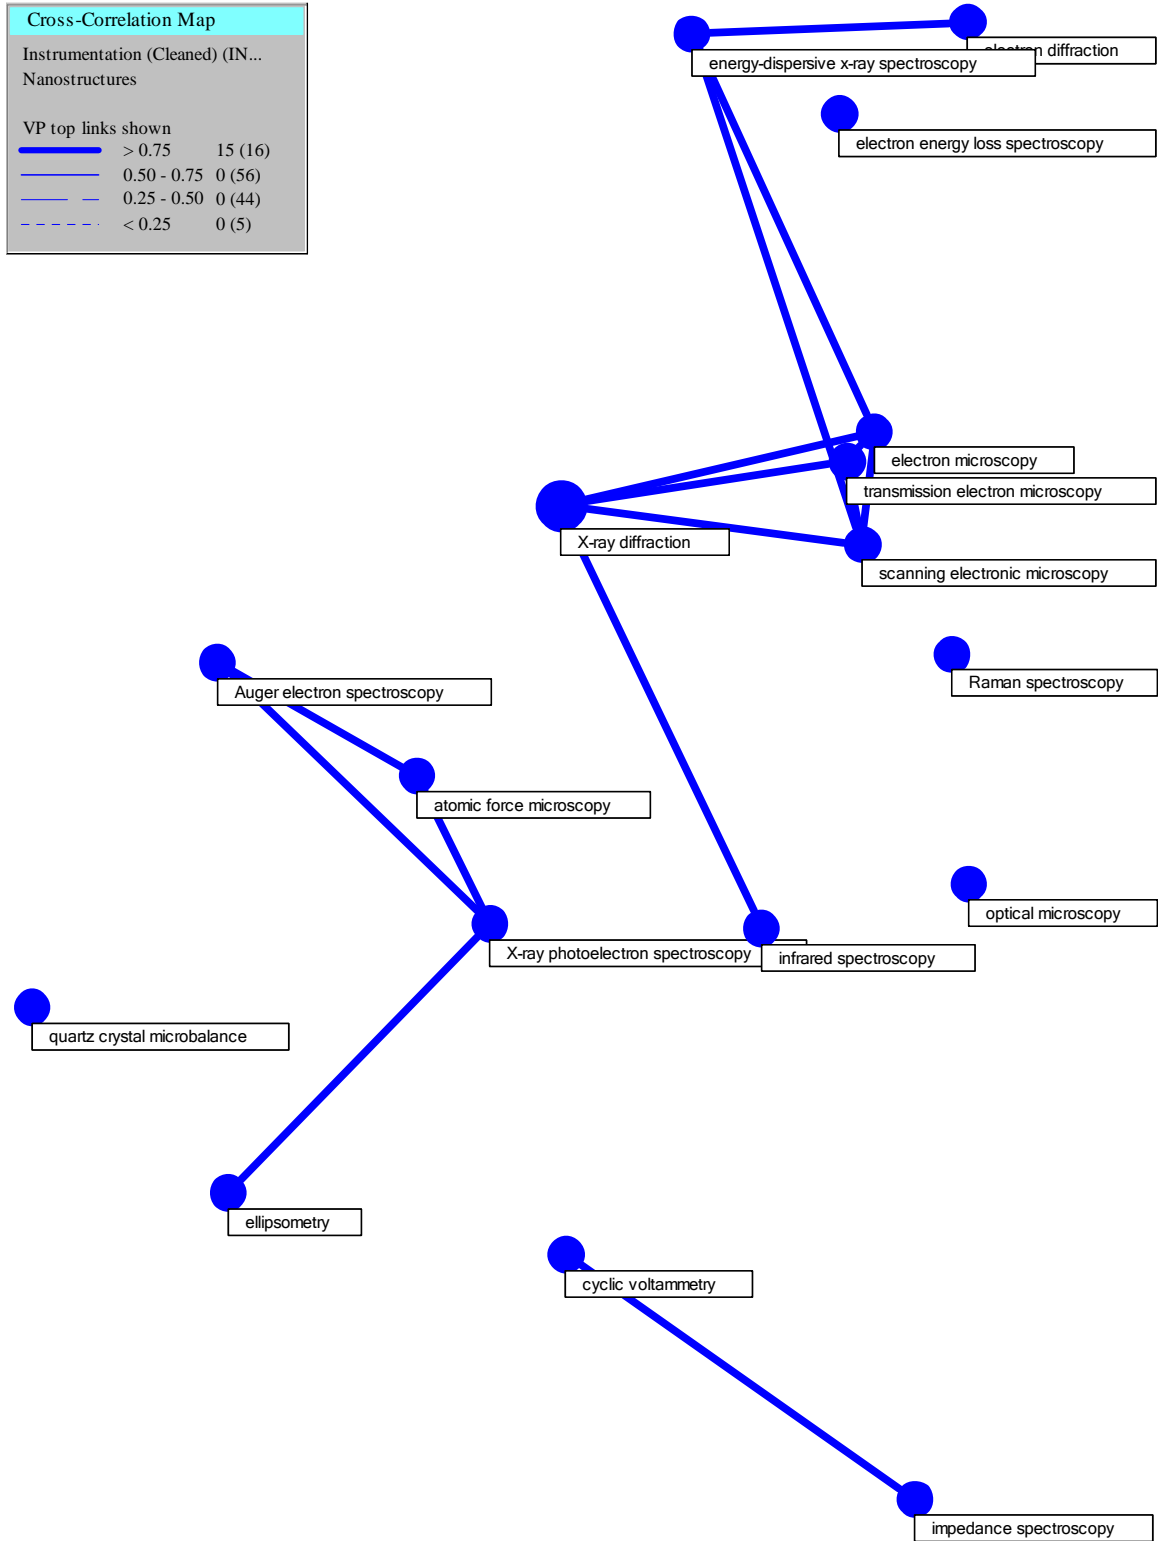 Cross-Correlation Map
Instrumentation (Cleaned) (IN...
Nanostructures
VP top links shown
> 0.75 15 (16)
0.50 - 0.75 0 (56)
0.25 - 0.50 0 (44)
< 0.25 0 (5)
electron diffraction
energy-dispersive x-ray spectroscopy
electron energy loss spectroscopy
electron microscopy
transmission electron microscopy
X-ray diffraction
scanning electronic microscopy
Raman spectroscopy
Auger electron spectroscopy
atomic force microscopy
optical microscopy
X-ray photoelectron spectroscopy
infrared spectroscopy
quartz crystal microbalance
ellipsometry
cyclic voltammetry
impedance spectroscopy